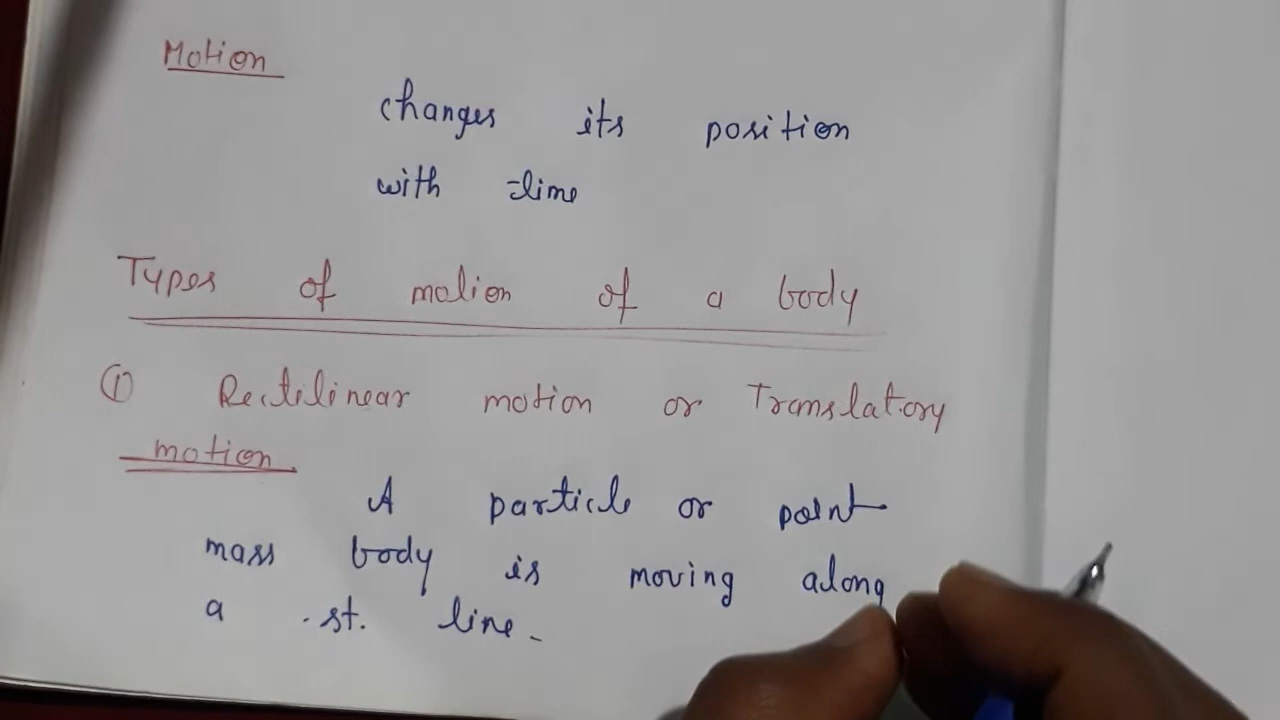 Motion
changes its position
with time
Types of motion of a body
① Rectilinear motion or Translatory
motion
A particle or point
mass body is moving along
a st. line.